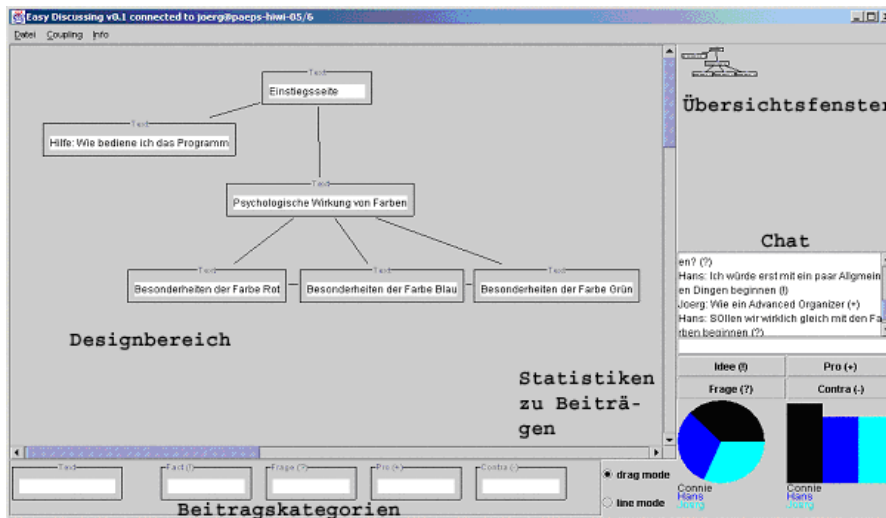 Easy Discussing v0.1 connected to joerg@paeps-hiwi-05/6
Datei Coupling Info
Text
Einstiegsseite
Text
Hilfe: Wie bediene ich das Programm
Text
Psychologische Wirkung von Farben
Text
Besonderheiten der Farbe Rot
Text
Besonderheiten der Farbe Blau
Text
Besonderheiten der Farbe Grün
Designbereich
Statistiken
zu Beiträ-
gen
Übersichtsfenster
Chat
en? (?)
Hans: Ich würde erst mit ein paar Allgmein
en Dingen beginnen (!)
Joerg: Wie ein Advanced Organizer (+)
Hans: SOllen wir wirklich gleich mit den Fa
rben beginnen (?)
Idee (!) Pro (+)
Frage (?) Contra (-)
Connie
Hans
Joerg
Connie
Hans
Joerg
Text Fact (!) Frage (?) Pro (+) Contra (-)
drag mode
line mode
Beitragskategorien